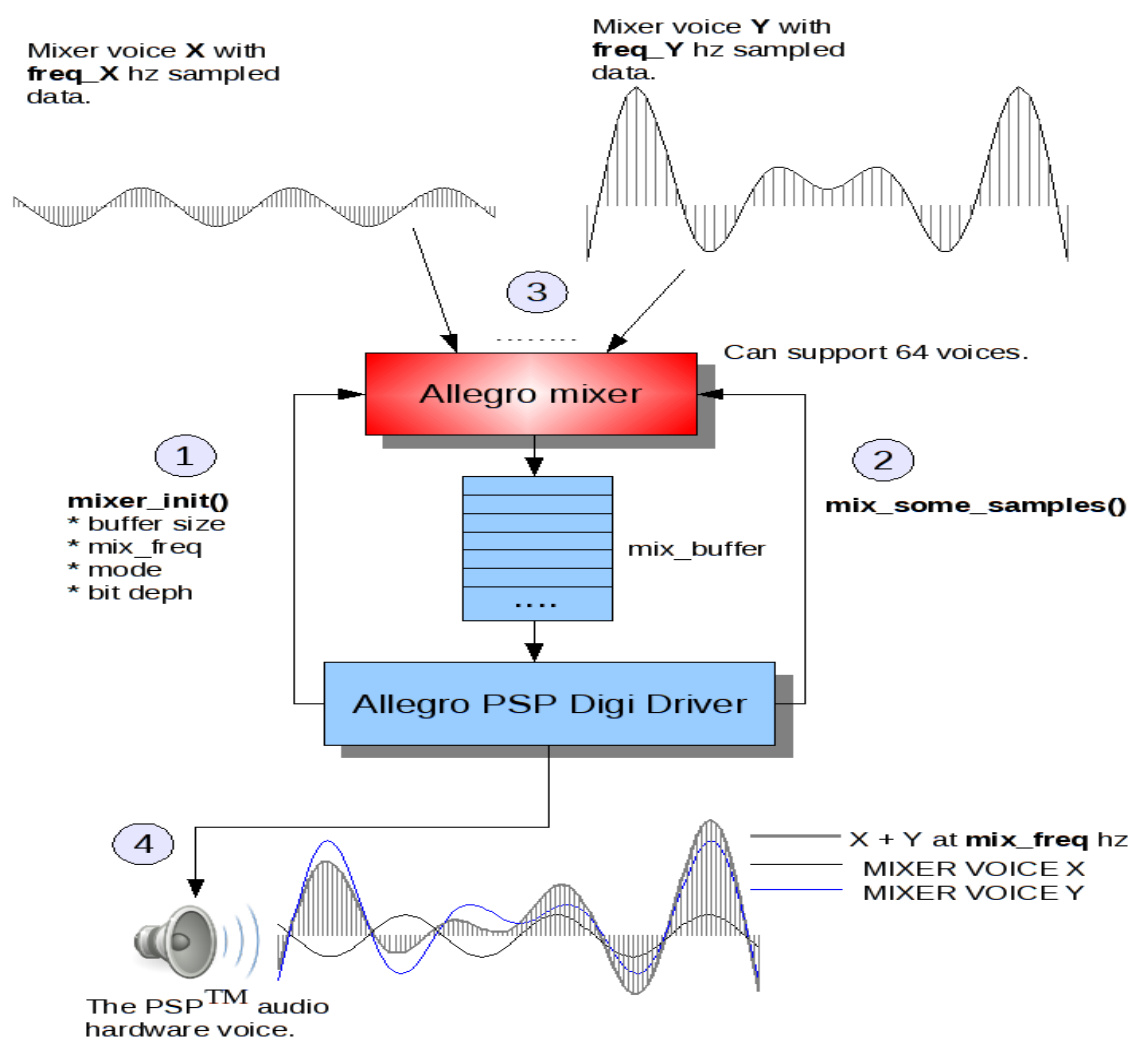 Mixer voice X with
freq_X hz sampled
data.
Mixer voice Y with
freq_Y hz sampled
data.
3
........
Can support 64 voices.
Allegro mixer
1
mixer_init()
* buffer size
* mix_freq
* mode
* bit deph
2
mix_some_samples()
mix_buffer
....
Allegro PSP Digi Driver
4
X + Y at mix_freq hz
MIXER VOICE X
MIXER VOICE Y
The PSP™ audio
hardware voice.